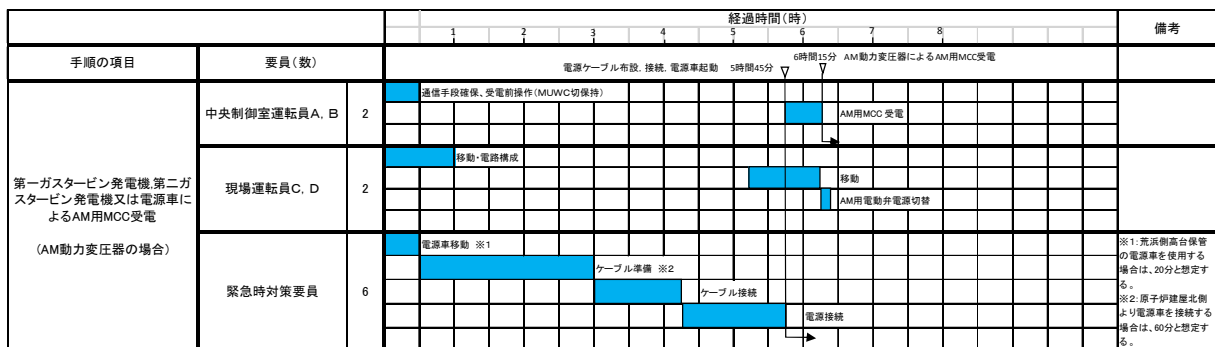 経過時間(時)
備考
1 2 3 4 5 6 7 8
手順の項目
要員(数)
6時間15分 AM動力変圧器によるAM用MCC受電
電源ケーブル布設,接続,電源車起動 5時間45分
第一ガスタービン発電機,第二ガ
スタービン発電機又は電源車に
よるAM用MCC受電
(AM動力変圧器の場合)
中央制御室運転員A, B
2
通信手段確保、受電前操作(MUWC切保持)
AM用MCC 受電
現場運転員C, D
2
移動・電路構成
移動
AM用電動弁電源切替
緊急時対策要員
6
電源車移動 ※1
ケーブル準備 ※2
ケーブル接続
電源接続
※1:荒浜側高台保管
の電源車を使用する
場合は、20分と想定す
る。
※2:原子炉建屋北側
より電源車を接続する
場合は、60分と想定す
る。